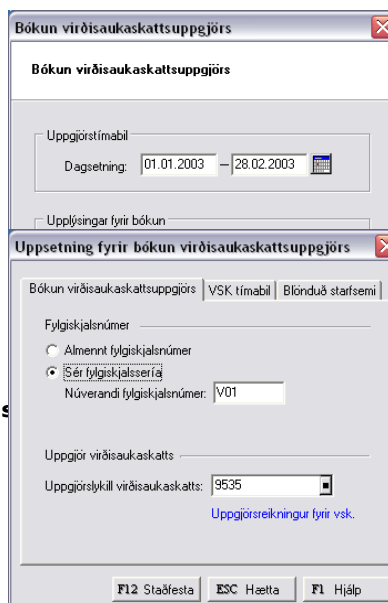 Bókun virðisaukaskattsuppgjörs
Bókun virðisaukaskattsuppgjörs
Uppgjörstímabil
Dagsetning: 01.01.2003 – 28.02.2003
Upplýsingar fyrir bókun
Uppsetning fyrir bókun virðisaukaskattsuppgjörs
Bókun virðisaukaskattsuppgjörs VSK tímabil Blönduð starfsemi
Fylgiskjalsnúmer
Almennt fylgiskjalsnúmer
Sér fylgiskjalssería
Núverandi fylgiskjalsnúmer: V01
Uppgjör virðisaukaskatts
Uppgjörslykill virðisaukaskatts: 9535
Uppgjörsreikningur fyrir vsk.
F12 Staðfesta ESC Hætta F1 Hjálp